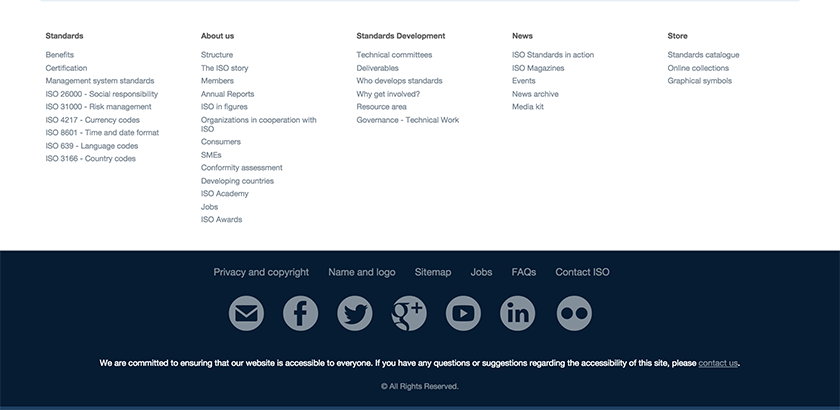 Standards
Benefits
Certification
Management system standards
ISO 26000 - Social responsibility
ISO 31000 - Risk management
ISO 4217 - Currency codes
ISO 8601 - Time and date format
ISO 639 - Language codes
ISO 3166 - Country codes
About us
Structure
The ISO story
Members
Annual Reports
ISO in figures
Organizations in cooperation with
ISO
Consumers
SMEs
Conformity assessment
Developing countries
ISO Academy
Jobs
ISO Awards
Standards Development
Technical committees
Deliverables
Who develops standards
Why get involved?
Resource area
Governance - Technical Work
News
ISO Standards in action
ISO Magazines
Events
News archive
Media kit
Store
Standards catalogue
Online collections
Graphical symbols
Privacy and copyright Name and logo Sitemap Jobs FAQs Contact ISO
f g+ in
We are committed to ensuring that our website is accessible to everyone. If you have any questions or suggestions regarding the accessibility of this site, please contact us.
© All Rights Reserved.